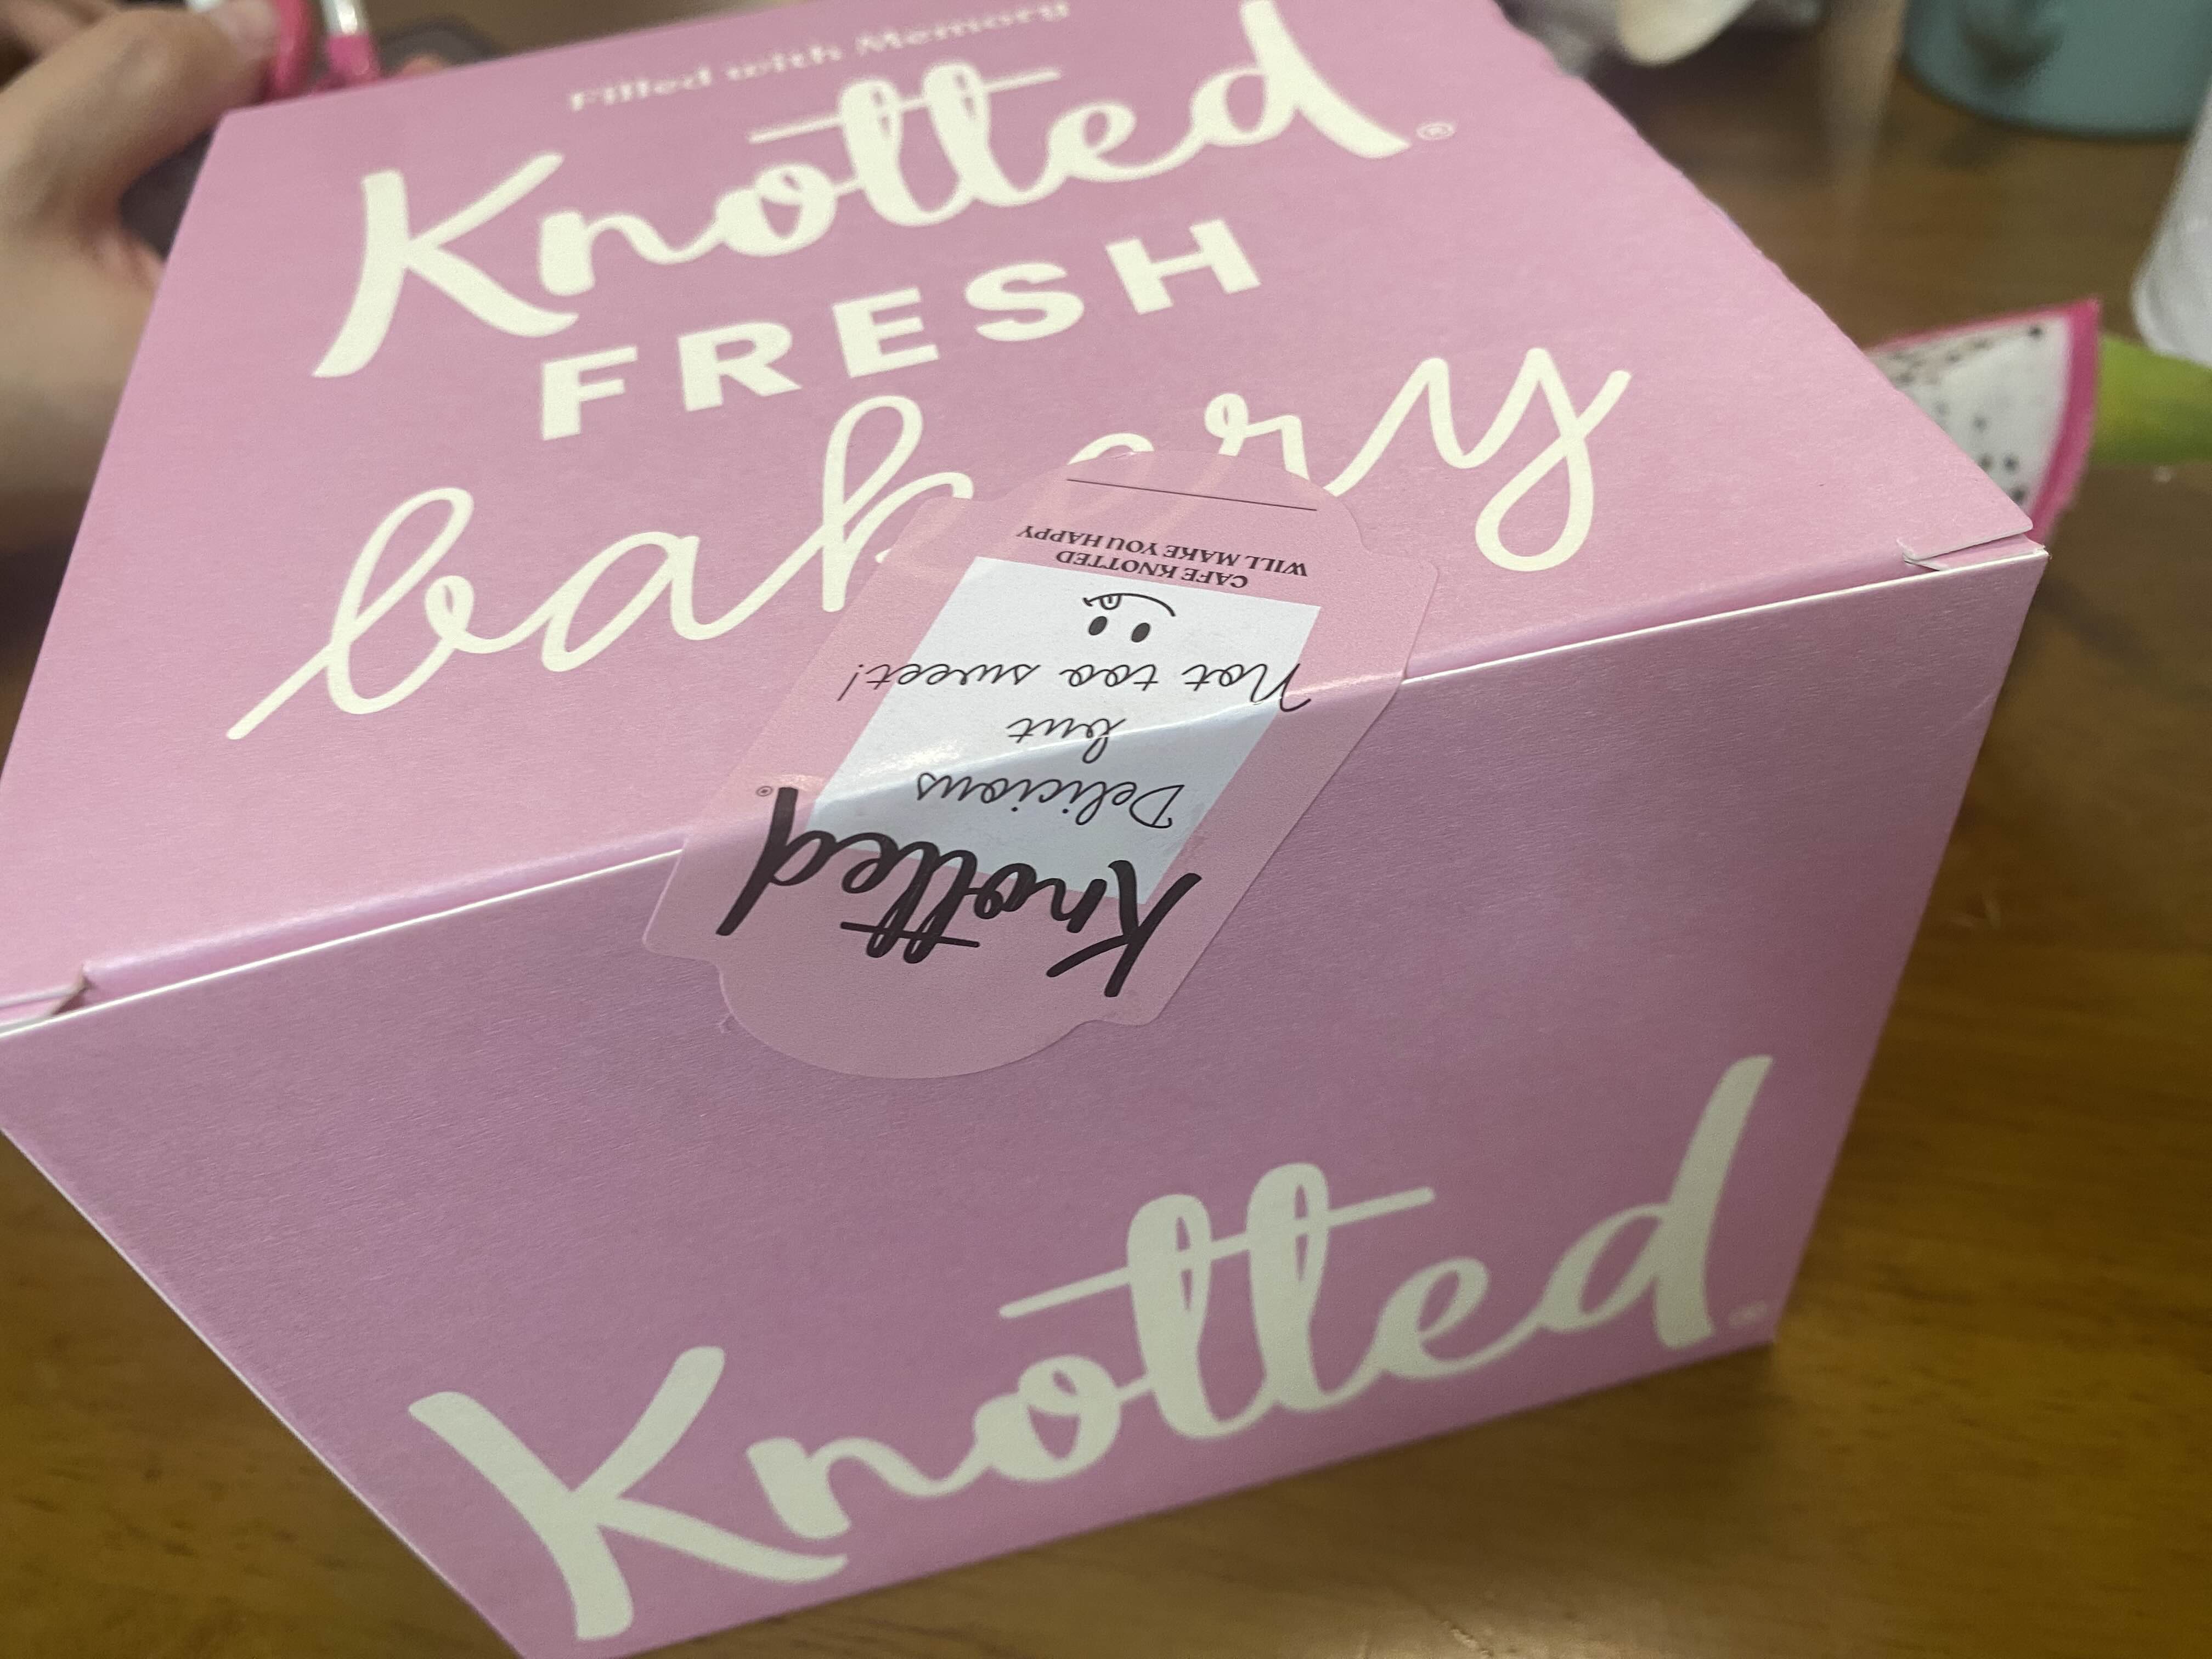 Filled with Memory
Knotted®
FRESH
bakery
Knotted®
Delicious
but
Not too sweet!
CAFE KNOTTED
WILL MAKE YOU HAPPY
Knotted®